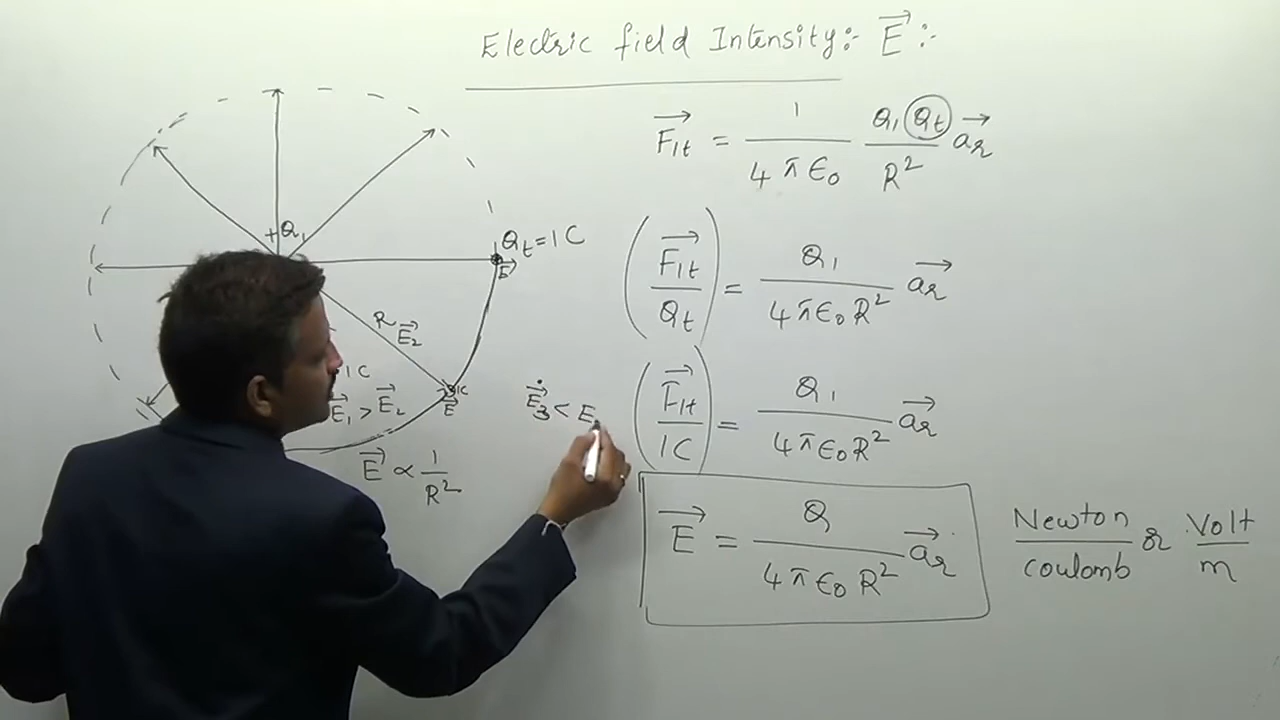 Electric field Intensity:- E⃗ :-
F⃗1t = 1/(4πϵ0) Q1 Qt/R² a⃗r
(F⃗1t/Qt) = Q1/(4πϵ0R²) a⃗r
(F⃗1t/1C) = Q1/(4πϵ0R²) a⃗r
E⃗ = Q/(4πϵ0R²) a⃗r
Newton/coulomb or Volt/m
+Q1
Qt = 1C
E⃗
R
E⃗2
1C
1C
E⃗
E⃗1 > E⃗2
E⃗3 < E
E⃗ ∝ 1/R²